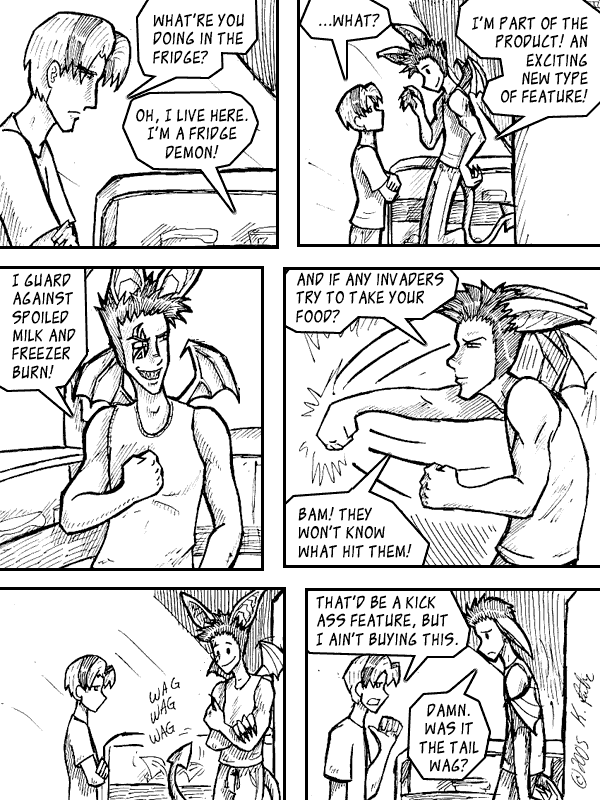 WHAT'RE YOU
DOING IN THE
FRIDGE?
OH, I LIVE HERE.
I'M A FRIDGE
DEMON!
...WHAT?
I'M PART OF THE
PRODUCT! AN
EXCITING
NEW TYPE
OF FEATURE!
I GUARD
AGAINST
SPOILED
MILK AND
FREEZER
BURN!
AND IF ANY INVADERS
TRY TO TAKE YOUR
FOOD?
BAM! THEY
WON'T KNOW
WHAT HIT THEM!
WAG
WAG
WAG
THAT'D BE A KICK
ASS FEATURE, BUT
I AIN'T BUYING THIS.
DAMN.
WAS IT
THE TAIL
WAG?
©2005 K.